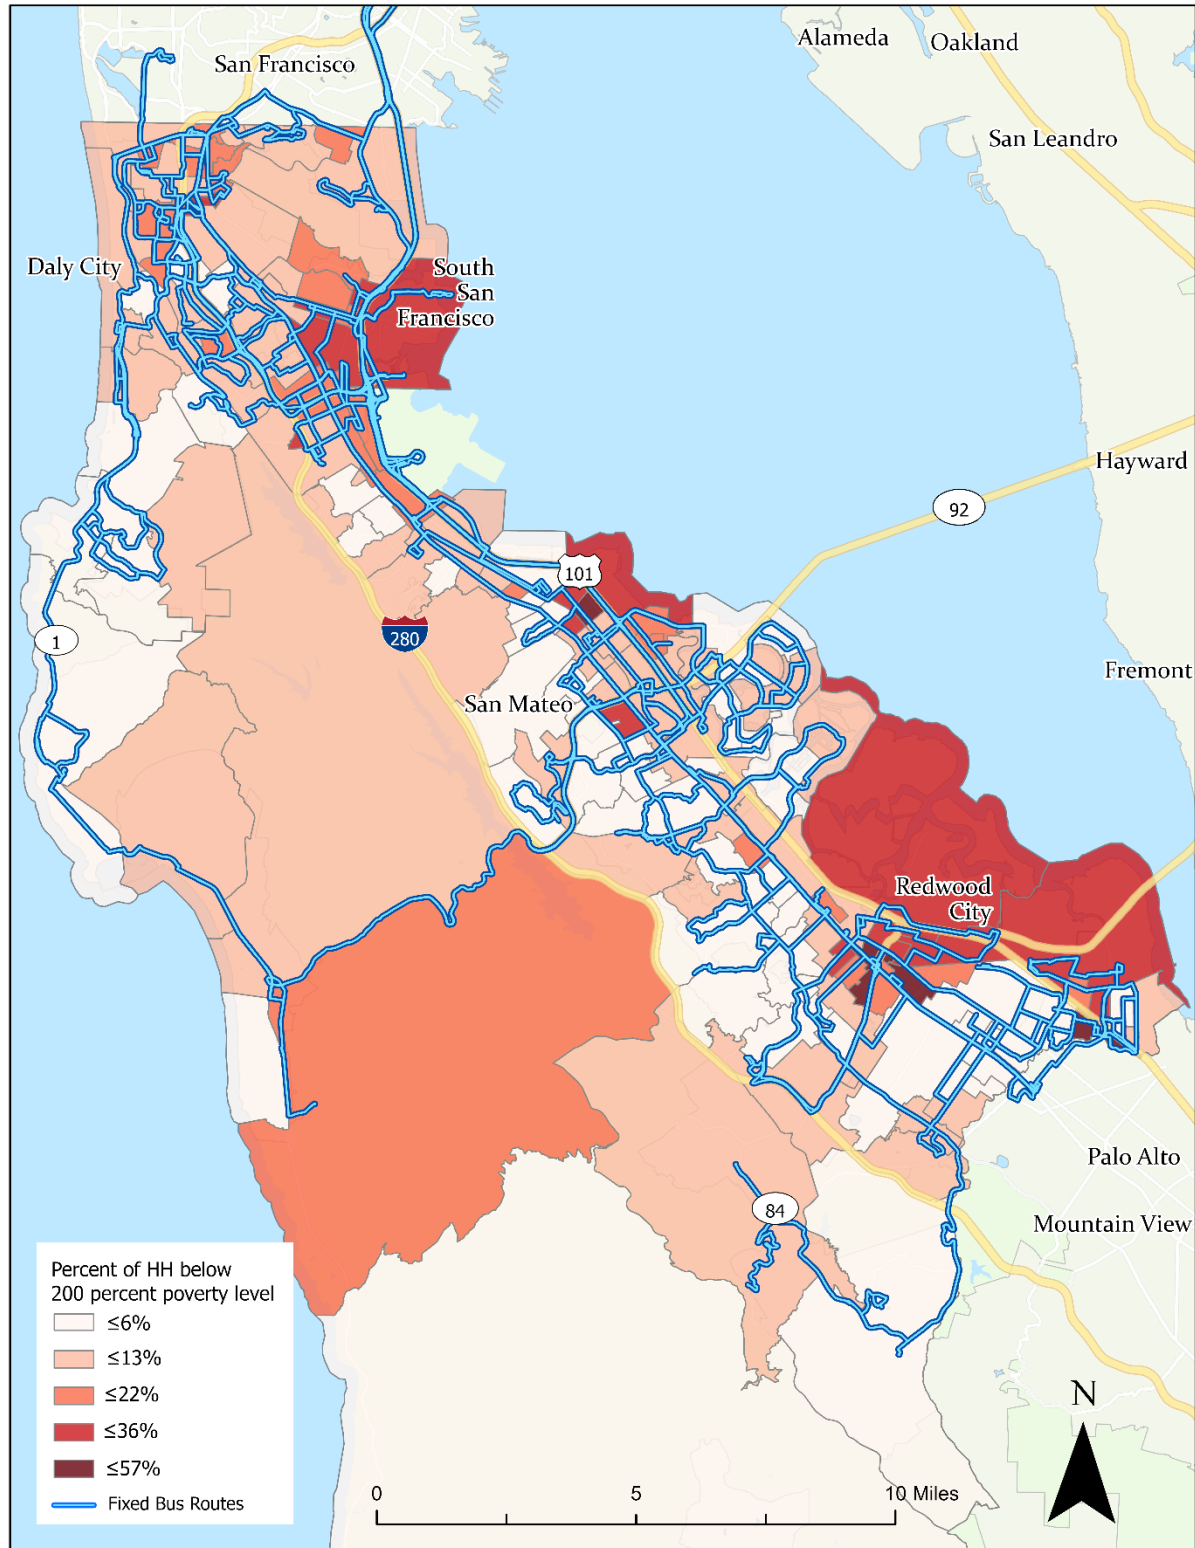 Alameda
Oakland
San Francisco
San Leandro
Daly City
South
San
Francisco
Hayward
92
101
1
280
Fremont
San Mateo
Redwood
City
Palo Alto
84
Mountain View
Percent of HH below
200 percent poverty level
≤6%
≤13%
≤22%
≤36%
≤57%
Fixed Bus Routes
N
0
5
10 Miles